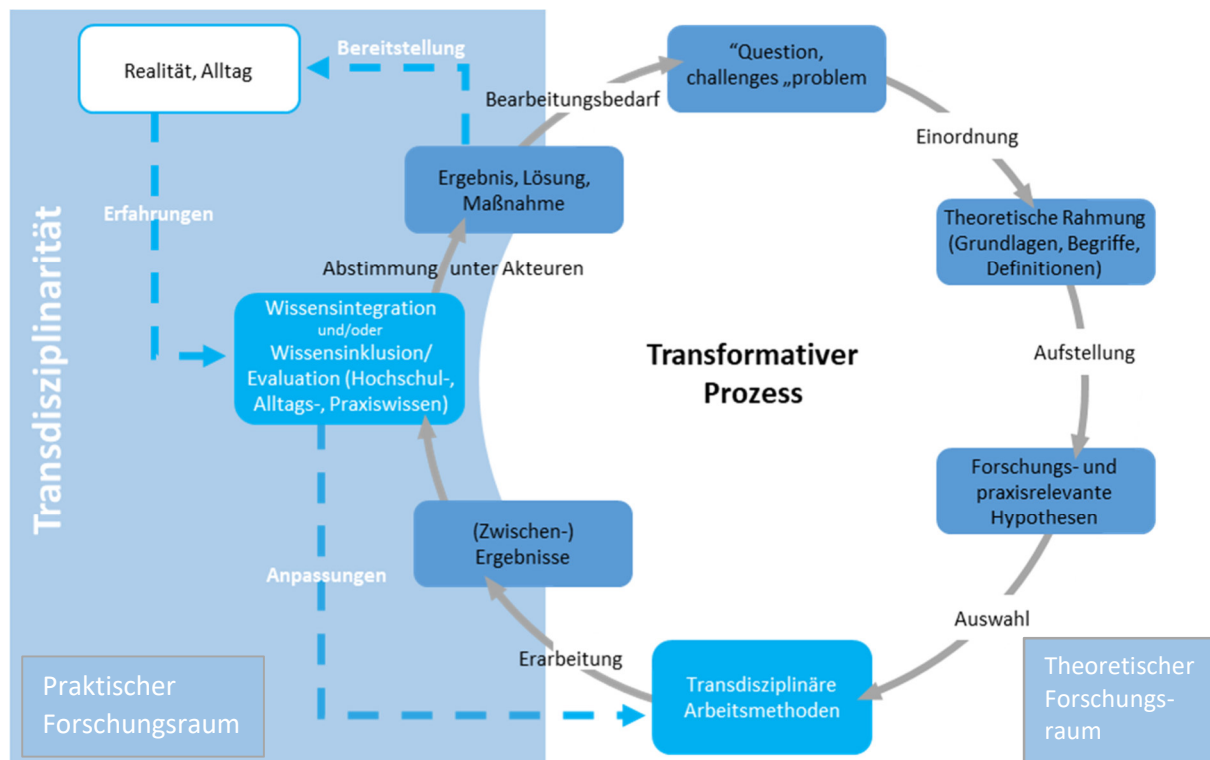 Realität, Alltag
Bereitstellung
“Question,
challenges „problem
Bearbeitungsbedarf
Einordnung
Ergebnis, Lösung,
Maßnahme
Transdisziplinarität
Erfahrungen
Theoretische Rahmung
(Grundlagen, Begriffe,
Definitionen)
Abstimmung unter Akteuren
Wissensintegration
und/oder
Wissensinklusion/
Evaluation (Hochschul-,
Alltags-, Praxiswissen)
Transformativer
Prozess
Aufstellung
Forschungs- und
praxisrelevante
Hypothesen
(Zwischen-)
Ergebnisse
Anpassungen
Auswahl
Erarbeitung
Transdisziplinäre
Arbeitsmethoden
Praktischer
Forschungsraum
Theoretischer
Forschungs-
raum